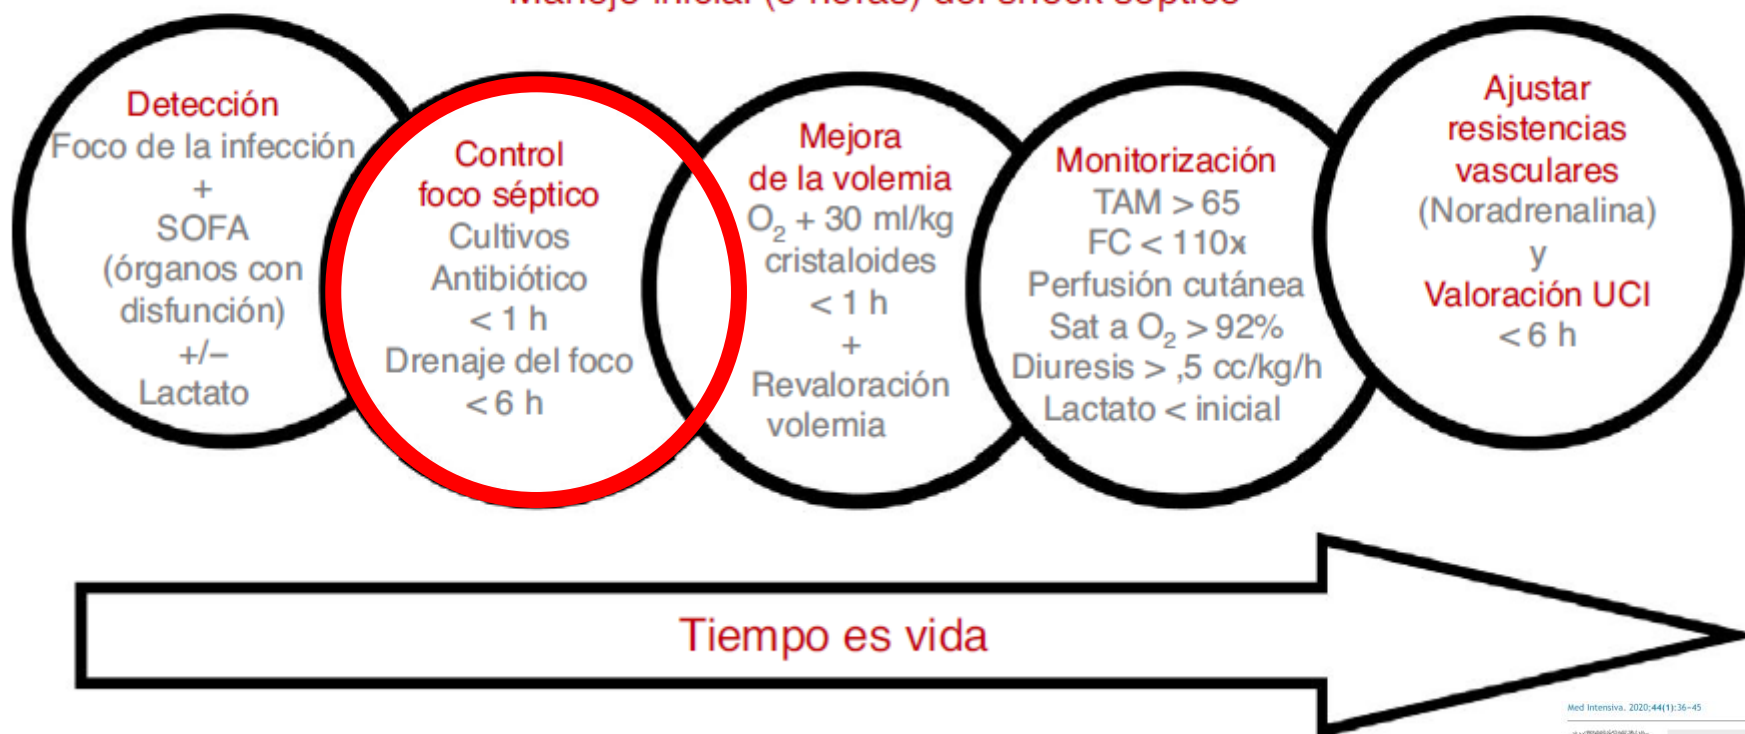 Detección
Foco de la infección
+
SOFA
(órganos con
disfunción)
+/–
Lactato
Control
foco séptico
Cultivos
Antibiótico
< 1 h
Drenaje del foco
< 6 h
Mejora
de la volemia
O₂ + 30 ml/kg
cristaloides
< 1 h
+
Revaloración
volemia
Monitorización
TAM > 65
FC < 110x
Perfusión cutánea
Sat a O₂ > 92%
Diuresis > ,5 cc/kg/h
Lactato < inicial
Ajustar
resistencias
vasculares
(Noradrenalina)
y
Valoración UCI
< 6 h
Tiempo es vida
Med Intensiva. 2020;44(1):36–45